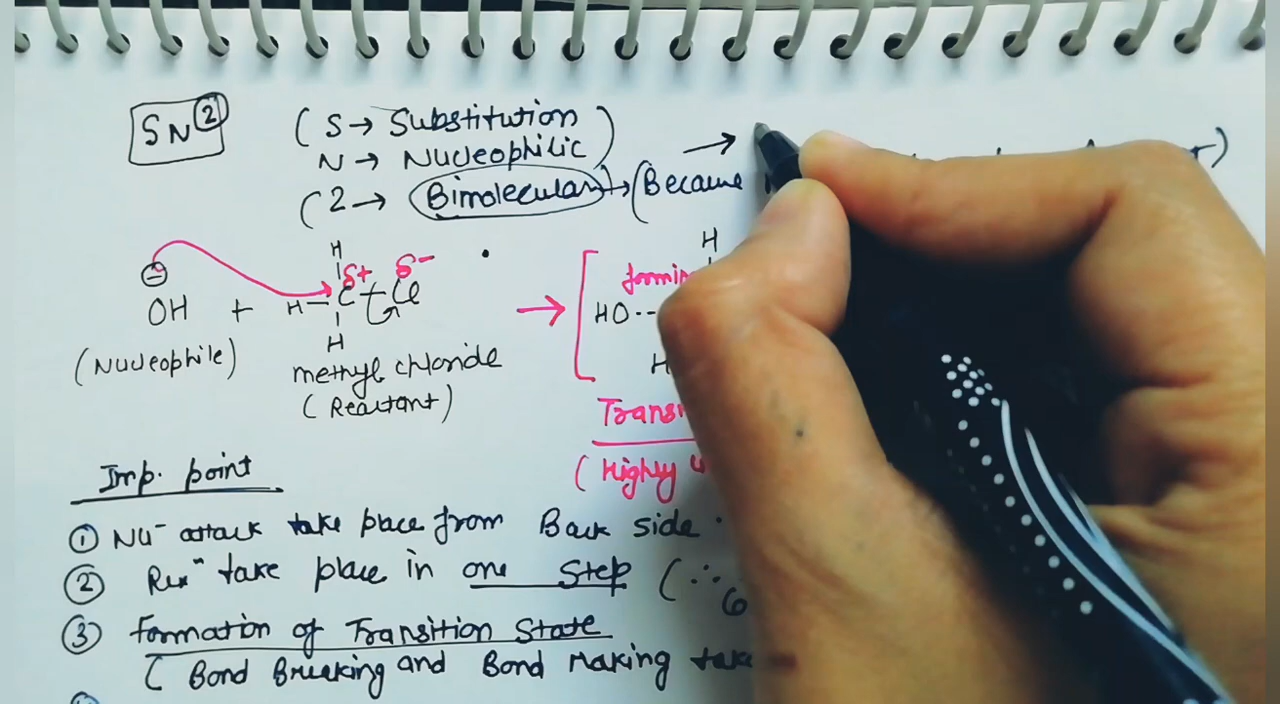 SN2 (S → Substitution
N → Nucleophilic)
(2 → Bimolecular) → (Because
H
δ+ δ-
⊖
OH + H-C-Cl → [HO--
H
H
H
(Nucleophile)
methyl chloride
(Reactant)
(Highly
Imp. point
① Nu- attack take place from Back side
② Rxn take place in one Step (∵
③ formation of Transition State
( Bond Breaking and Bond Making